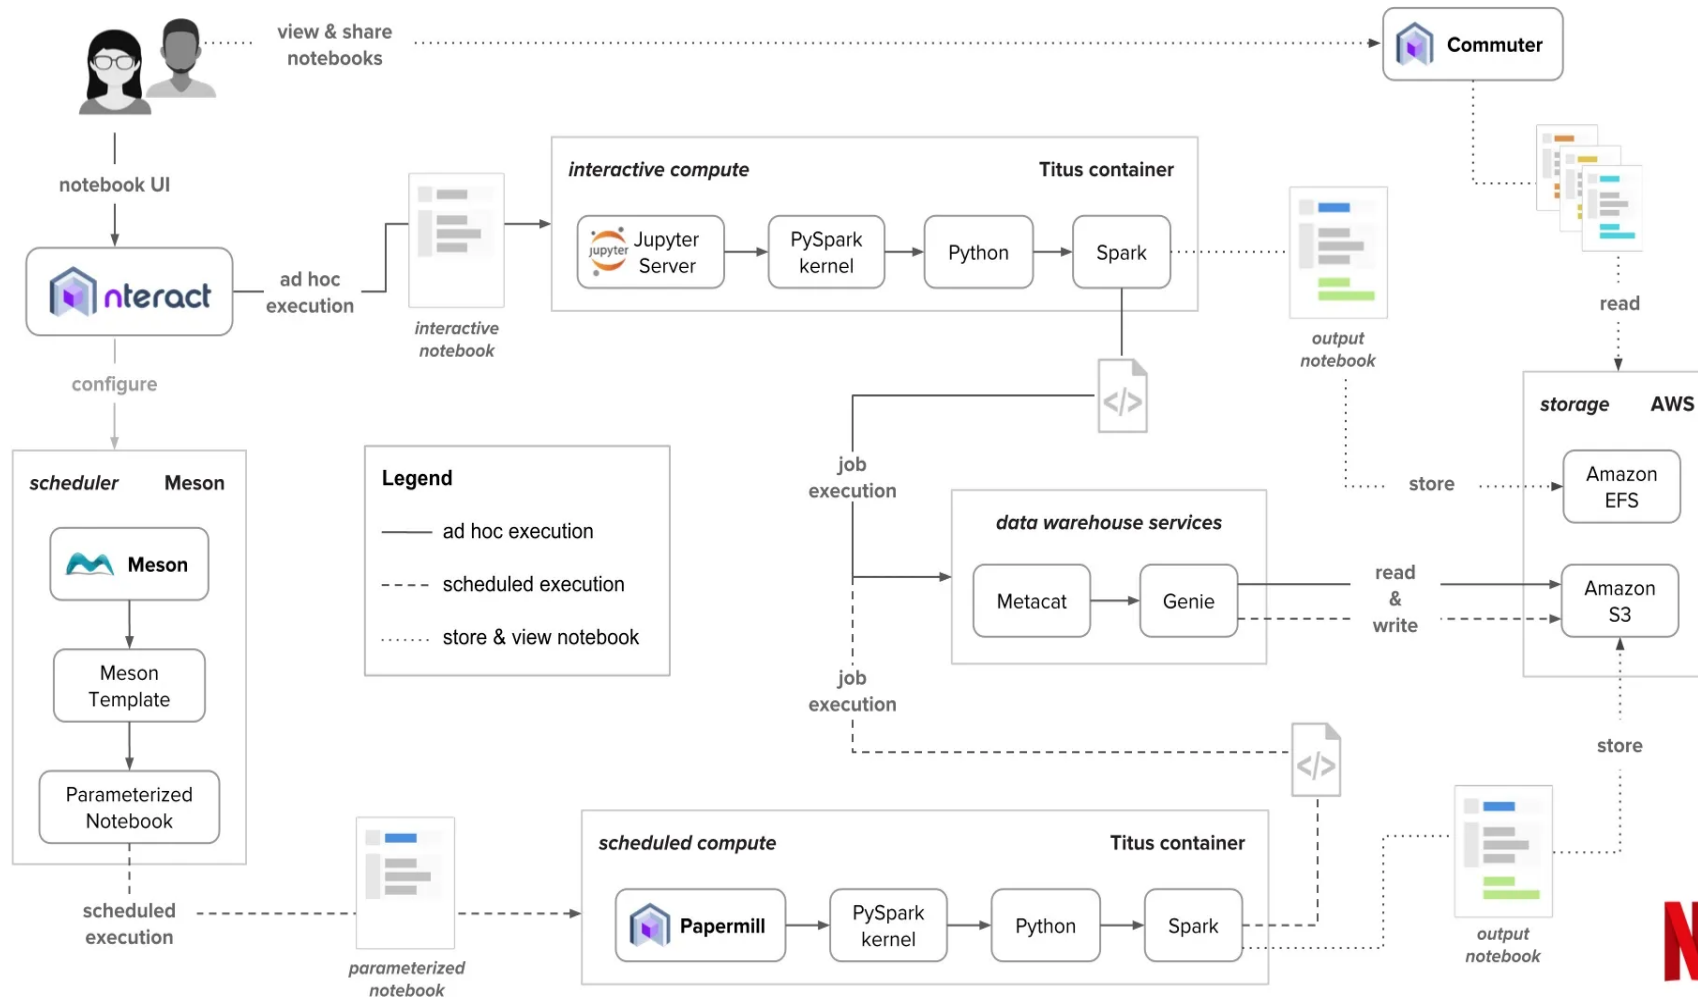 view & share
notebooks
Commuter
notebook UI
nteract
ad hoc
execution
interactive
notebook
interactive compute
Titus container
jupyter
Jupyter
Server
PySpark
kernel
Python
Spark
output
notebook
read
configure
</>
storage
AWS
scheduler
Meson
Meson
Meson
Template
Parameterized
Notebook
Legend
ad hoc execution
scheduled execution
store & view notebook
job
execution
data warehouse services
Metacat
Genie
store
Amazon
EFS
read
&
write
Amazon
S3
job
execution
</>
store
scheduled
execution
parameterized
notebook
scheduled compute
Titus container
Papermill
PySpark
kernel
Python
Spark
output
notebook
N